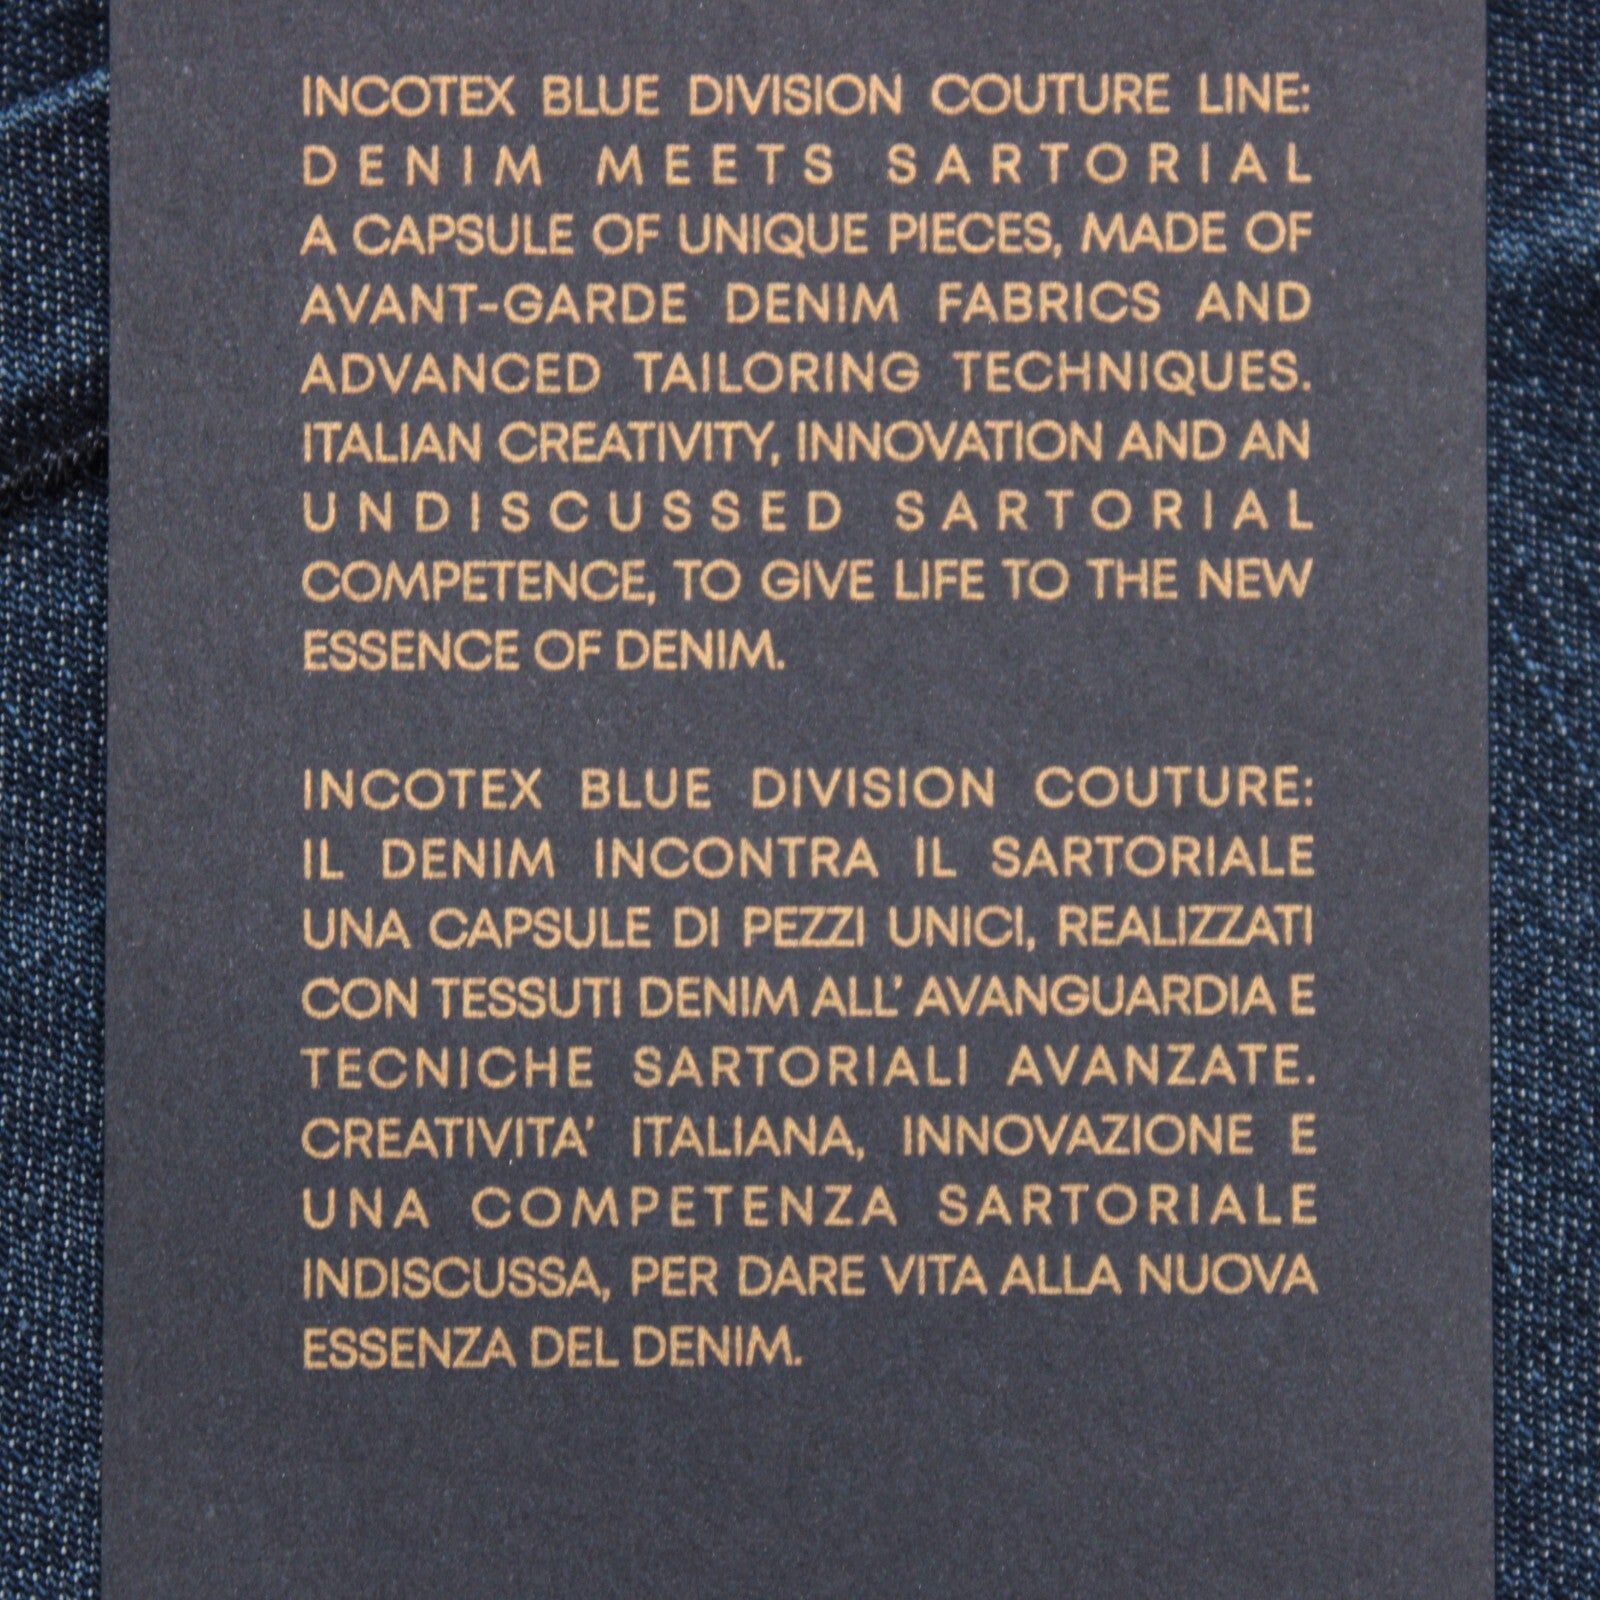 INCOTEX BLUE DIVISION COUTURE LINE:
DENIM MEETS SARTORIAL
A CAPSULE OF UNIQUE PIECES, MADE OF
AVANT-GARDE DENIM FABRICS AND
ADVANCED TAILORING TECHNIQUES.
ITALIAN CREATIVITY, INNOVATION AND AN
UNDISCUSSED SARTORIAL
COMPETENCE, TO GIVE LIFE TO THE NEW
ESSENCE OF DENIM.
INCOTEX BLUE DIVISION COUTURE:
IL DENIM INCONTRA IL SARTORIALE
UNA CAPSULE DI PEZZI UNICI, REALIZZATI
CON TESSUTI DENIM ALL' AVANGUARDIA E
TECNICHE SARTORIALI AVANZATE.
CREATIVITA' ITALIANA, INNOVAZIONE E
UNA COMPETENZA SARTORIALE
INDISCUSSA, PER DARE VITA ALLA NUOVA
ESSENZA DEL DENIM.